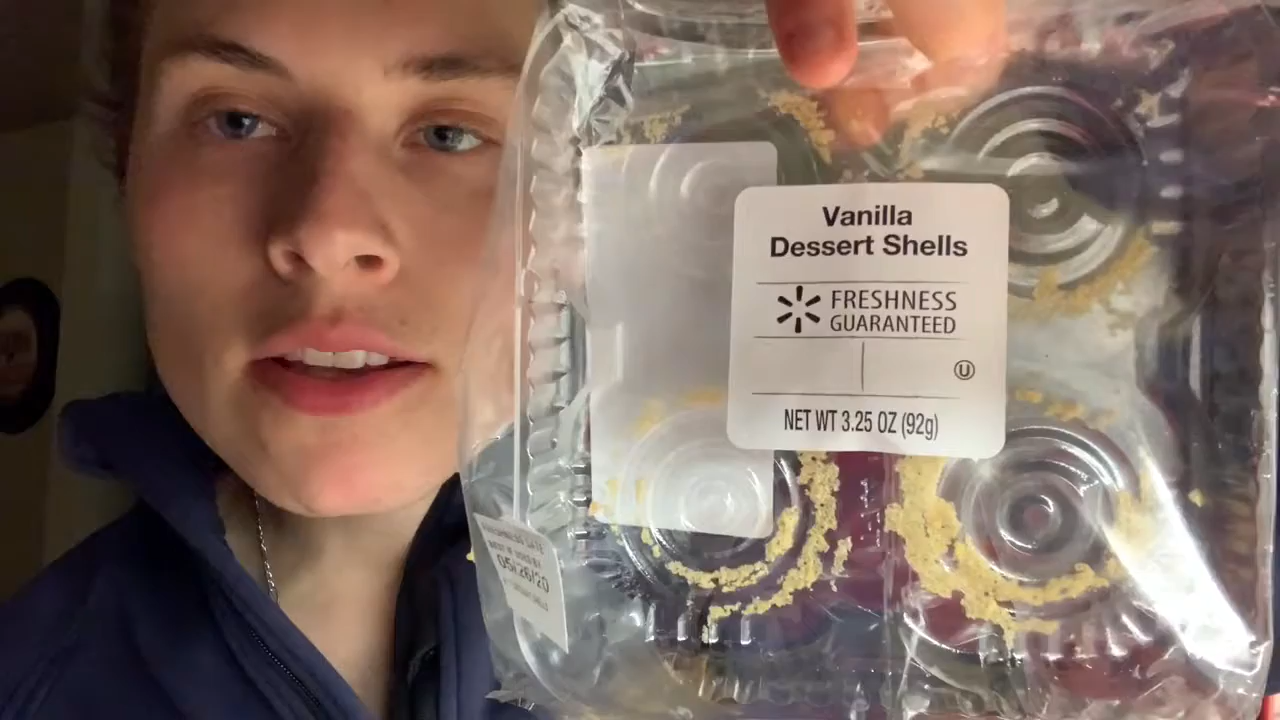 Vanilla
Dessert Shells
FRESHNESS
GUARANTEED
U
NET WT 3.25 OZ (92g)
05/26/20